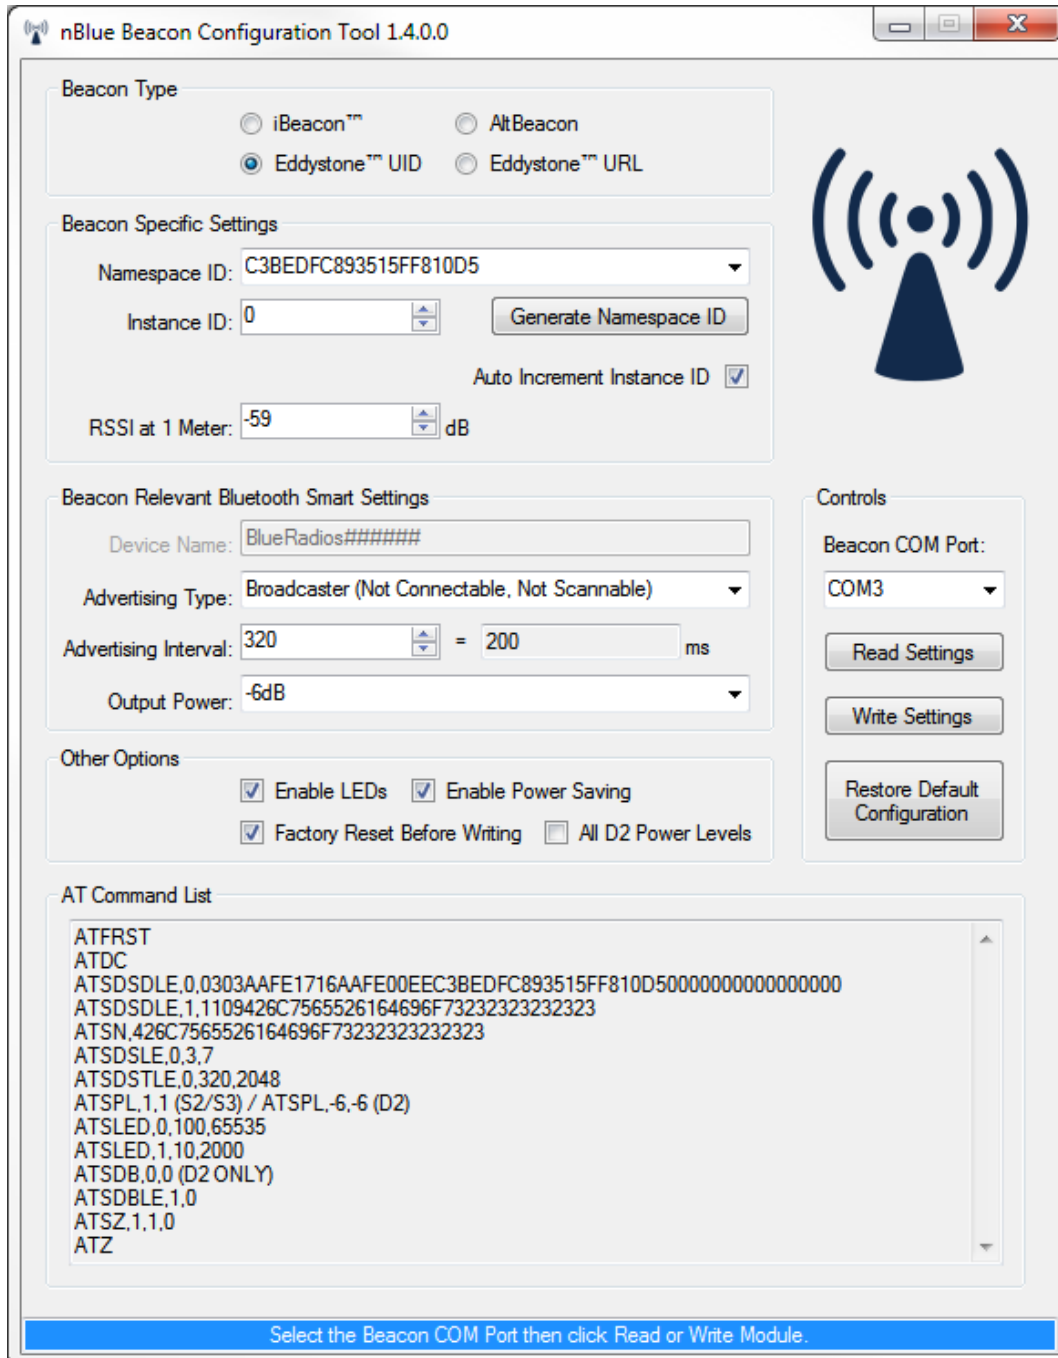 nBlue Beacon Configuration Tool 1.4.0.0
Beacon Type
iBeacon™ AltBeacon
Eddystone™ UID Eddystone™ URL
Beacon Specific Settings
Namespace ID: C3BEDFC893515FF810D5
Instance ID: 0 Generate Namespace ID
Auto Increment Instance ID
RSSI at 1 Meter: -59 dB
Beacon Relevant Bluetooth Smart Settings
Device Name: BlueRadios######
Advertising Type: Broadcaster (Not Connectable, Not Scannable)
Advertising Interval: 320 = 200 ms
Output Power: -6dB
Controls
Beacon COM Port:
COM3
Read Settings
Write Settings
Restore Default
Configuration
Other Options
Enable LEDs Enable Power Saving
Factory Reset Before Writing All D2 Power Levels
AT Command List
ATFRST
ATDC
ATSDSDLE,0,0303AAFE1716AAFE00EEC3BEDFC893515FF810D50000000000000000
ATSDSDLE,1,1109426C7565526164696F73232323232323
ATSN,426C7565526164696F73232323232323
ATSDSLE,0,3,7
ATSDSTLE,0,320,2048
ATSPL,1,1 (S2/S3) / ATSPL,-6,-6 (D2)
ATSLED,0,100,65535
ATSLED,1,10,2000
ATSDB,0,0 (D2 ONLY)
ATSDBLE,1,0
ATSZ,1,1,0
ATZ
Select the Beacon COM Port then click Read or Write Module.